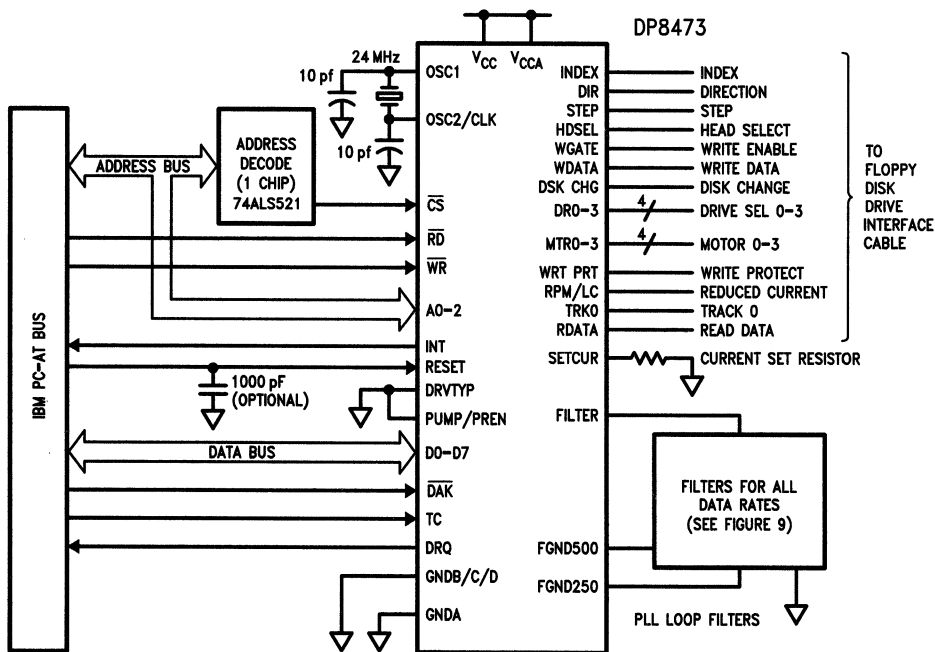 DP8473
VCC VCCA
24 MHz
10 pf
OSC1
OSC2/CLK
10 pf
ADDRESS BUS
ADDRESS
DECODE
(1 CHIP)
74ALS521
CS
RD
WR
A0-2
INT
RESET
1000 pF
(OPTIONAL)
DRVTYP
PUMP/PREN
DATA BUS
D0-D7
DAK
TC
DRQ
GNDB/C/D
GNDA
IBM PC-AT BUS
INDEX INDEX
DIR DIRECTION
STEP STEP
HDSEL HEAD SELECT
WGATE WRITE ENABLE
WDATA WRITE DATA
DSK CHG DISK CHANGE
DR0-3 4 DRIVE SEL 0-3
MTR0-3 4 MOTOR 0-3
WRT PRT WRITE PROTECT
RPM/LC REDUCED CURRENT
TRK0 TRACK 0
RDATA READ DATA
TO
FLOPPY
DISK
DRIVE
INTERFACE
CABLE
SETCUR CURRENT SET RESISTOR
FILTER
FILTERS FOR ALL
DATA RATES
(SEE FIGURE 9)
FGND500
FGND250
PLL LOOP FILTERS